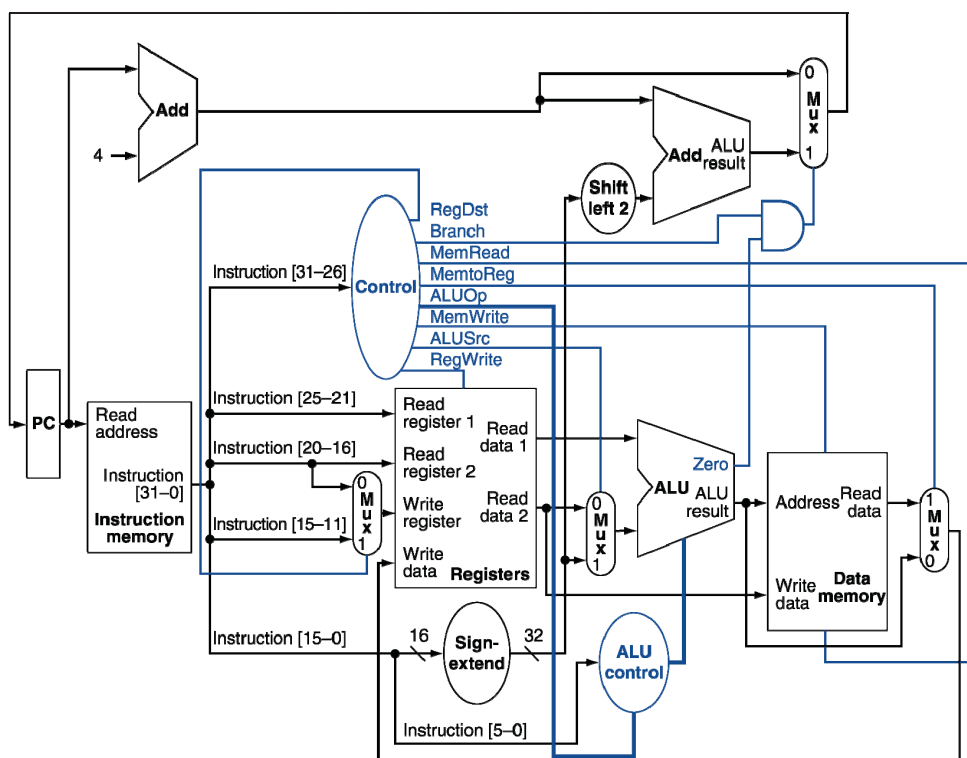 Add
4
0
Mux
1
Add
ALU
result
Shift
left 2
RegDst
Branch
MemRead
MemtoReg
ALUOp
MemWrite
ALUSrc
RegWrite
Control
Instruction [31–26]
Instruction [25–21]
Instruction [20–16]
Instruction [15–11]
Instruction [15–0]
Instruction [5–0]
PC
Read
address
Instruction
[31–0]
Instruction
memory
0
Mux
1
Read
register 1
Read
register 2
Write
register
Write
data
Read
data 1
Read
data 2
Registers
0
Mux
1
Zero
ALU
ALU
result
Address
Read
data
Write
data
Data
memory
1
Mux
0
16
Sign-
extend
32
ALU
control